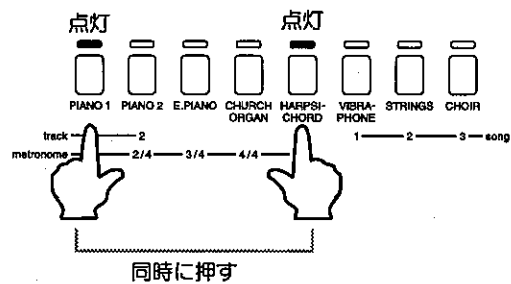 点灯 点灯
PIANO 1 PIANO 2 E.PIANO CHURCH ORGAN HARPSI-CHORD VIBRA-PHONE STRINGS CHOIR
track 2 1 2 3 song
metronome 2/4 3/4 4/4
同時に押す